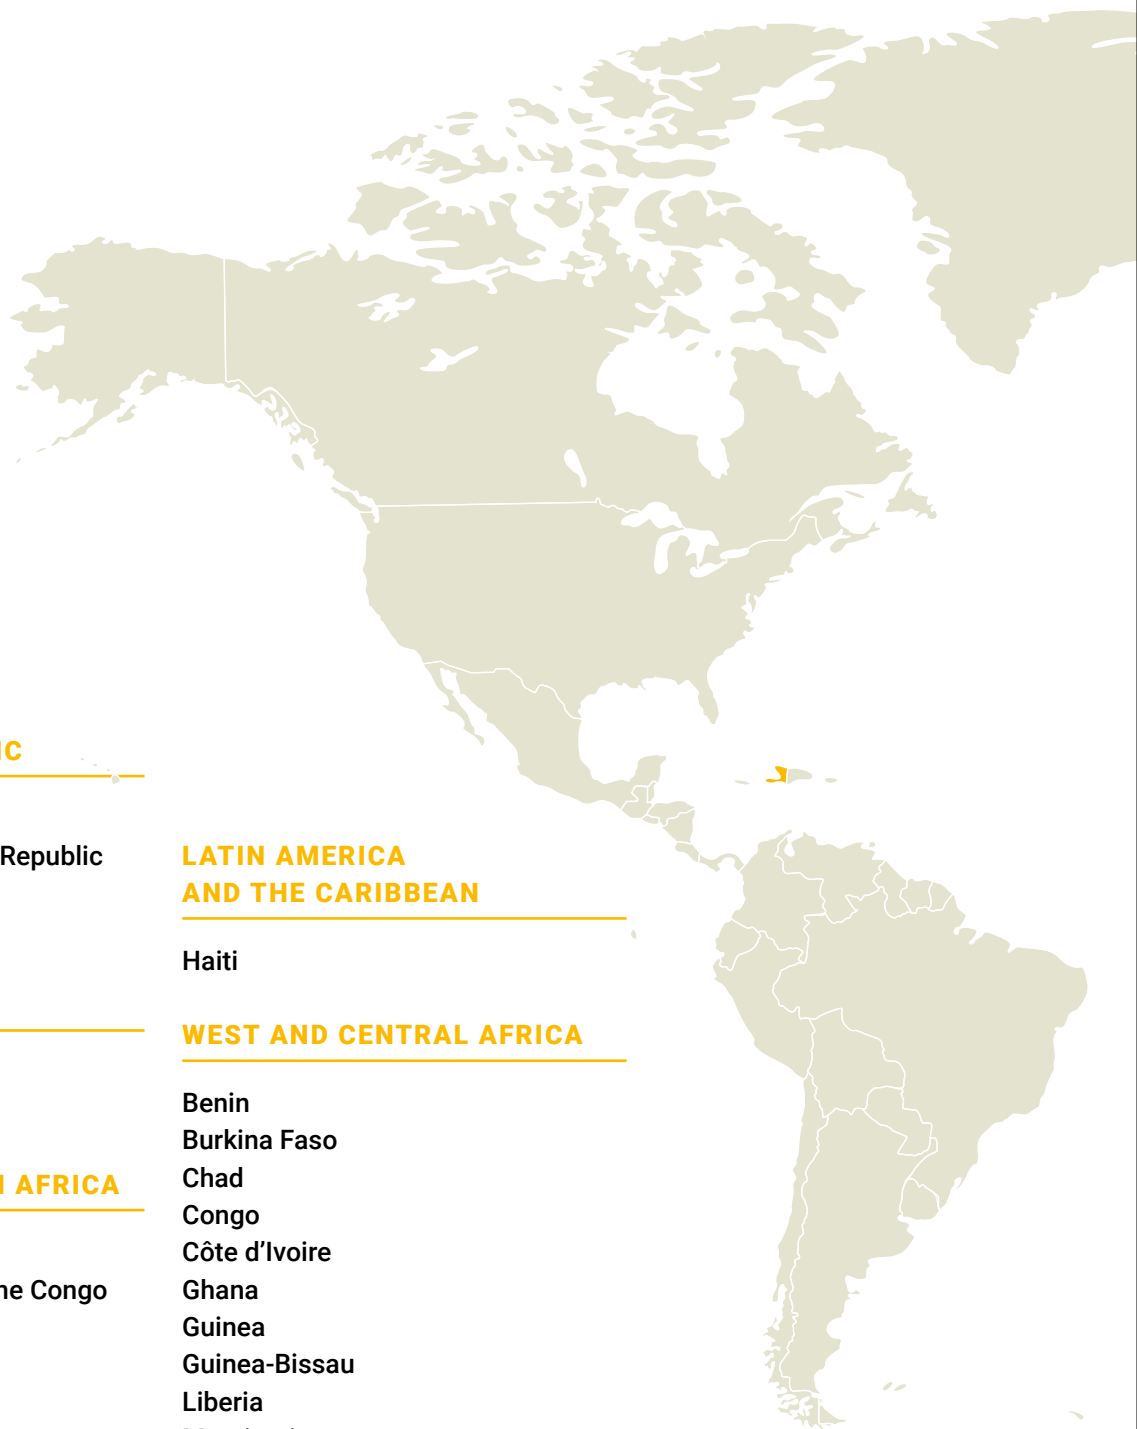 IC
Republic
AFRICA
he Congo
LATIN AMERICA
AND THE CARIBBEAN
Haiti
WEST AND CENTRAL AFRICA
Benin
Burkina Faso
Chad
Congo
Côte d’Ivoire
Ghana
Guinea
Guinea-Bissau
Liberia